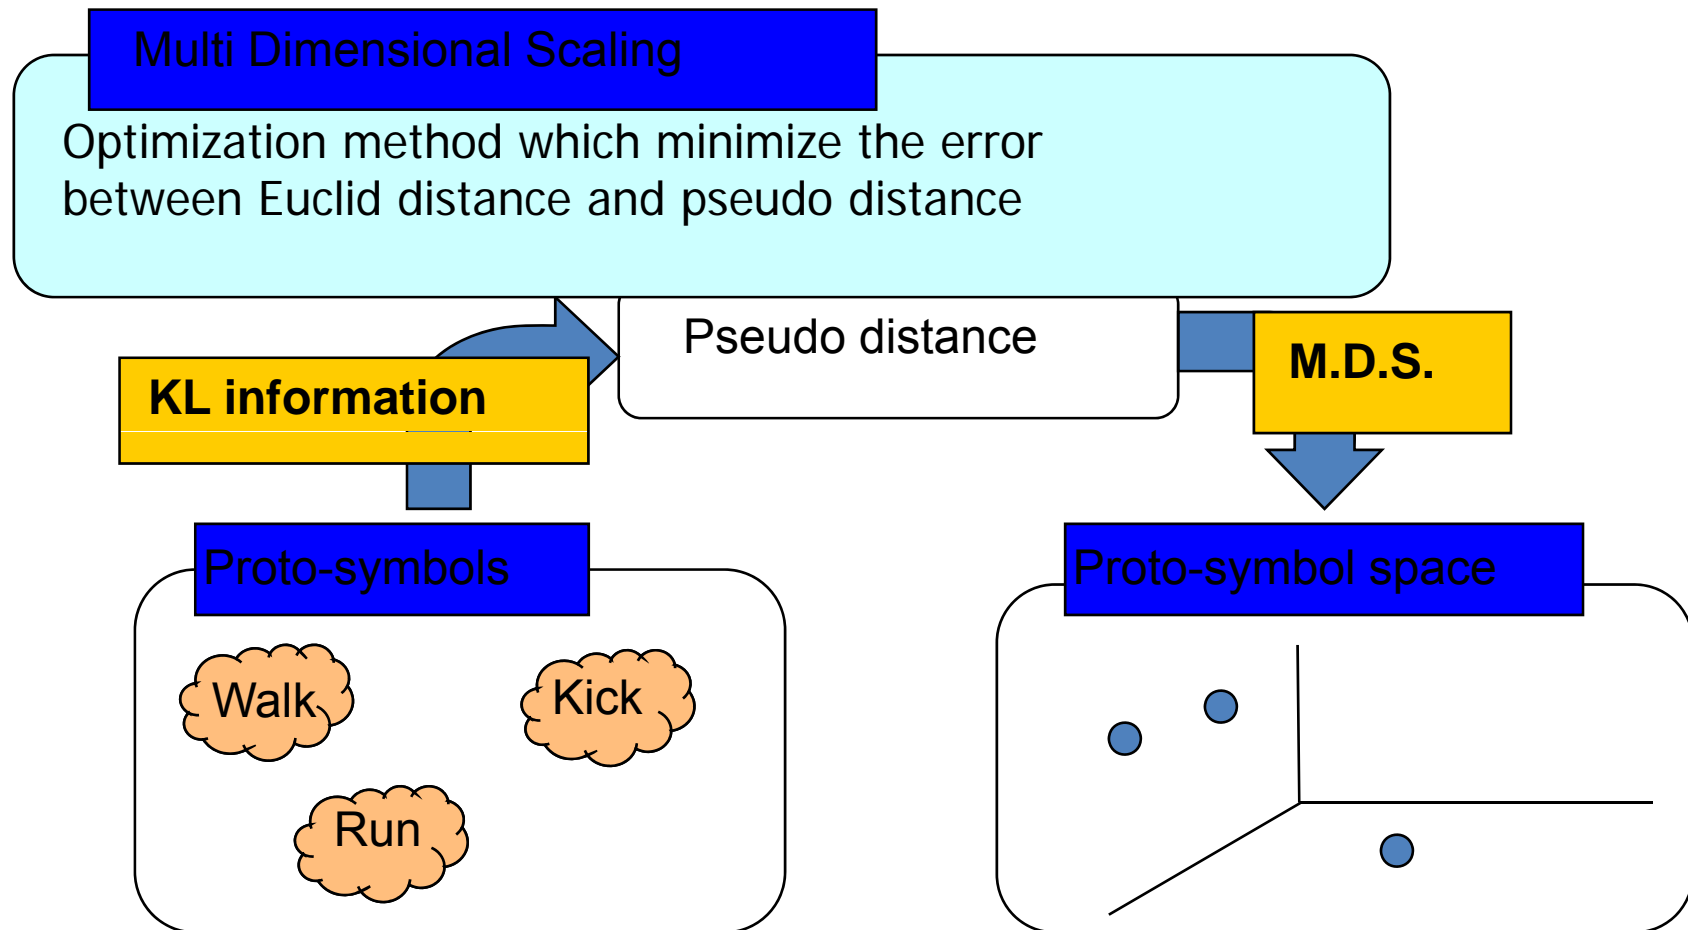 Multi Dimensional Scaling
Optimization method which minimize the error
between Euclid distance and pseudo distance
Pseudo distance
M.D.S.
KL information
Proto-symbols
Proto-symbol space
Walk
Kick
Run